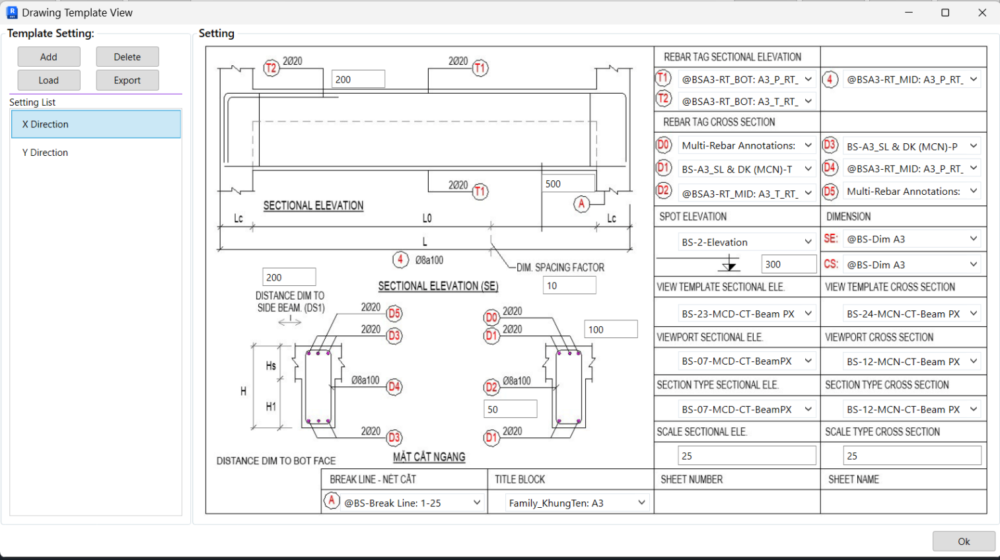 Drawing Template View
Template Setting:
Add
Delete
Load
Export
Setting List
X Direction
Y Direction
Setting
T2
2Ø20
200
2Ø20
T1
2Ø20
T1
500
A
SECTIONAL ELEVATION
Lc
L0
Lc
L
4
Ø8a100
DIM. SPACING FACTOR
200
SECTIONAL ELEVATION (SE)
10
DISTANCE DIM TO
SIDE BEAM. (DS1)
2Ø20
D5
D0
2Ø20
2Ø20
D3
D1
2Ø20
100
Hs
H
H1
Ø8a100
D4
D2
Ø8a100
50
2Ø20
D3
D1
2Ø20
DISTANCE DIM TO BOT FACE
MẶT CẮT NGANG
BREAK LINE - NÉT CẮT
TITLE BLOCK
A
@BS-Break Line: 1-25
Family_KhungTen: A3
REBAR TAG SECTIONAL ELEVATION
T1
@BSA3-RT_BOT: A3_P_RT_
4
@BSA3-RT_MID: A3_P_RT_
T2
@BSA3-RT_BOT: A3_T_RT_
REBAR TAG CROSS SECTION
D0
Multi-Rebar Annotations:
D3
BS-A3_SL & DK (MCN)-P
D1
BS-A3_SL & DK (MCN)-T
D4
@BSA3-RT_MID: A3_P_RT_
D2
@BSA3-RT_MID: A3_T_RT_
D5
Multi-Rebar Annotations:
SPOT ELEVATION
DIMENSION
BS-2-Elevation
SE:
@BS-Dim A3
300
CS:
@BS-Dim A3
VIEW TEMPLATE SECTIONAL ELE.
VIEW TEMPLATE CROSS SECTION
BS-23-MCD-CT-Beam PX
BS-24-MCN-CT-Beam PX
VIEWPORT SECTIONAL ELE.
VIEWPORT CROSS SECTION
BS-07-MCD-CT-BeamPX
BS-12-MCN-CT-Beam PX
SECTION TYPE SECTIONAL ELE.
SECTION TYPE CROSS SECTION
BS-07-MCD-CT-BeamPX
BS-12-MCN-CT-Beam PX
SCALE SECTIONAL ELE.
SCALE TYPE CROSS SECTION
25
25
SHEET NUMBER
SHEET NAME
Ok